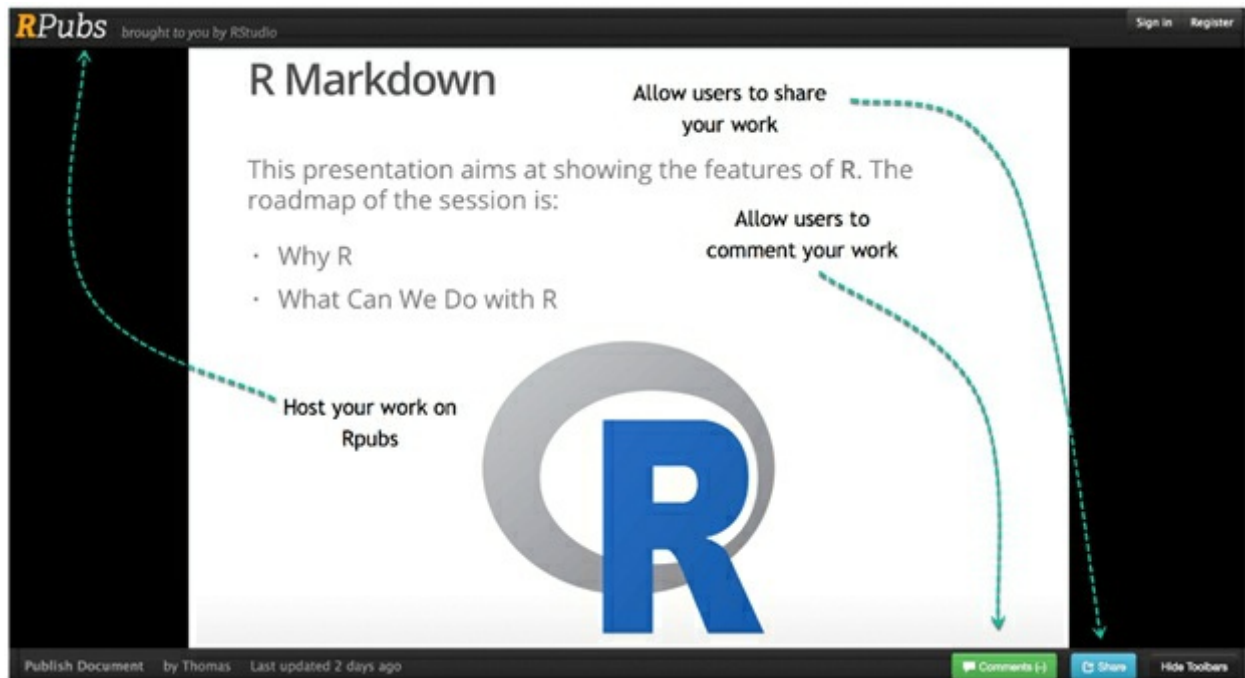 RPubs brought to you by RStudio
Sign in Register
R Markdown
Allow users to share
your work
This presentation aims at showing the features of R. The
roadmap of the session is:
Allow users to
comment your work
· Why R
· What Can We Do with R
Host your work on
Rpubs
R
Publish Document by Thomas Last updated 2 days ago
Comments (-) Share Hide Toolbars